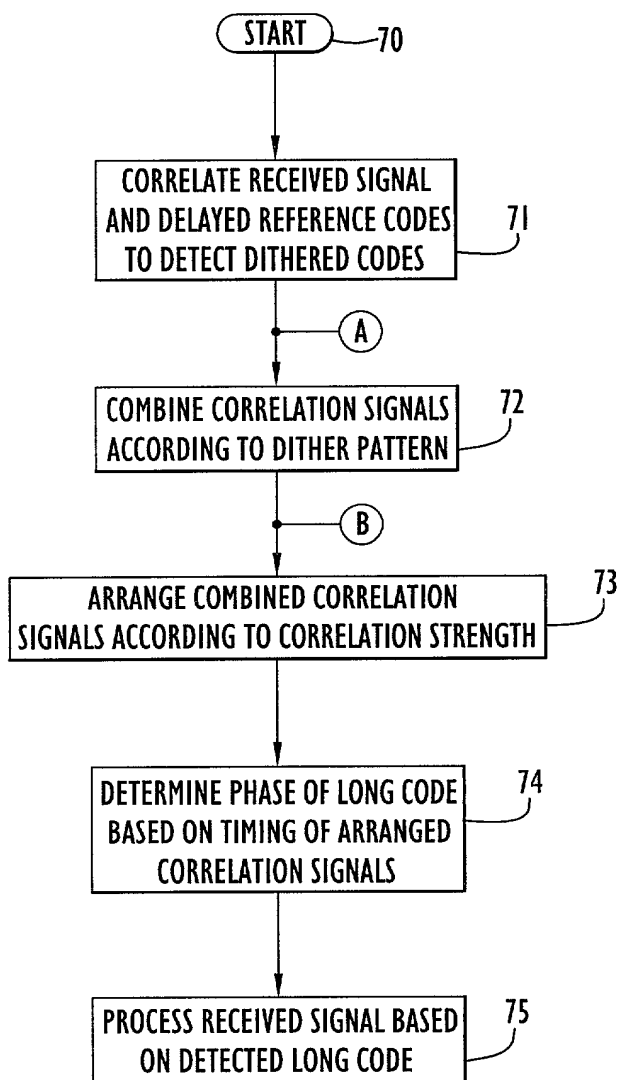 START
70
CORRELATE RECEIVED SIGNAL
AND DELAYED REFERENCE CODES
TO DETECT DITHERED CODES
71
A
COMBINE CORRELATION SIGNALS
ACCORDING TO DITHER PATTERN
72
B
ARRANGE COMBINED CORRELATION
SIGNALS ACCORDING TO CORRELATION STRENGTH
73
DETERMINE PHASE OF LONG CODE
BASED ON TIMING OF ARRANGED
CORRELATION SIGNALS
74
PROCESS RECEIVED SIGNAL BASED
ON DETECTED LONG CODE
75